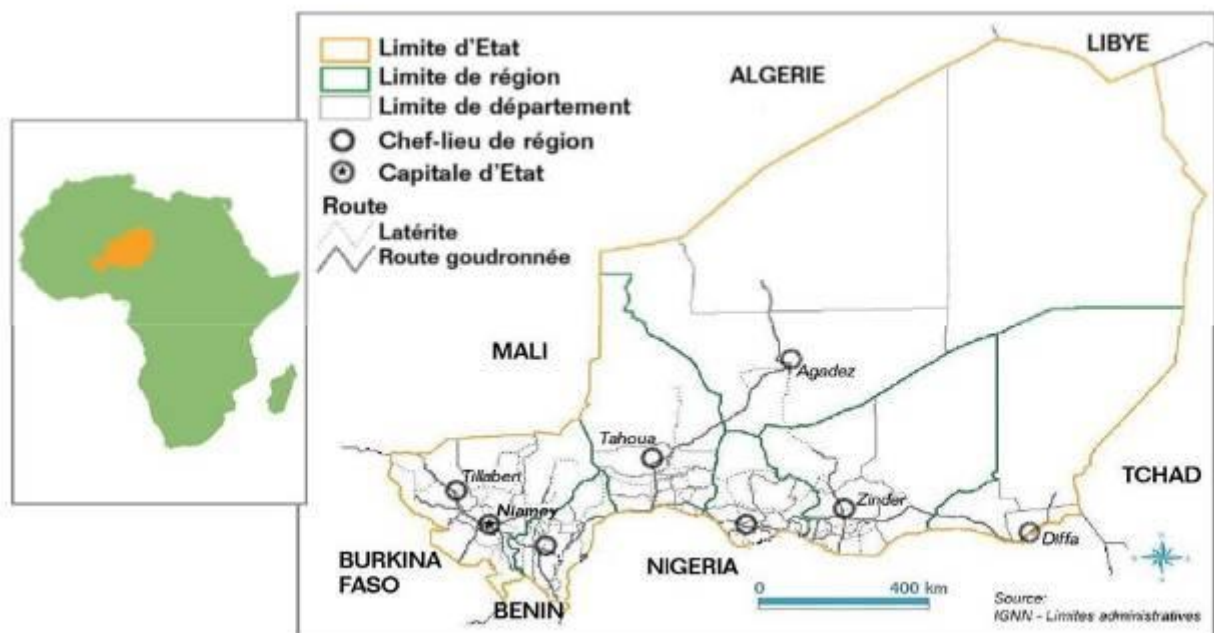 Limite d'Etat
Limite de région
Limite de département
Chef-lieu de région
Capitale d'Etat
Route
Latérite
Route goudronnée
ALGERIE
LIBYE
MALI
Agadez
Tahoua
Tillaberi
Niamey
Zinder
Diffa
TCHAD
BURKINA
FASO
BENIN
NIGERIA
0 400 km
Source:
IGNN - Limites administratives